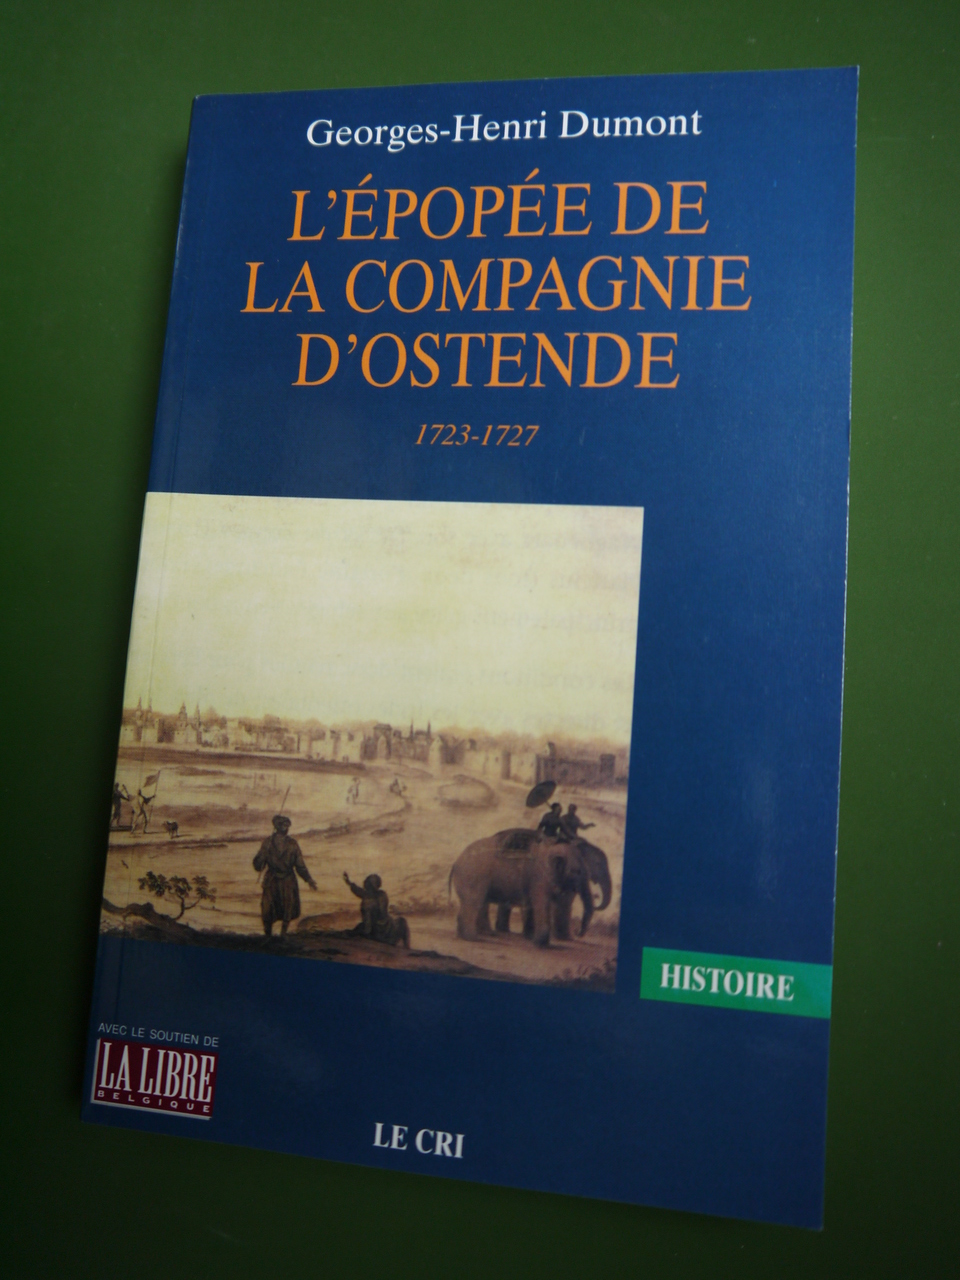 Georges-Henri Dumont
L'ÉPOPÉE DE
LA COMPAGNIE
D'OSTENDE
1723-1727
HISTOIRE
AVEC LE SOUTIEN DE
LA LIBRE
BELGIQUE
LE CRI